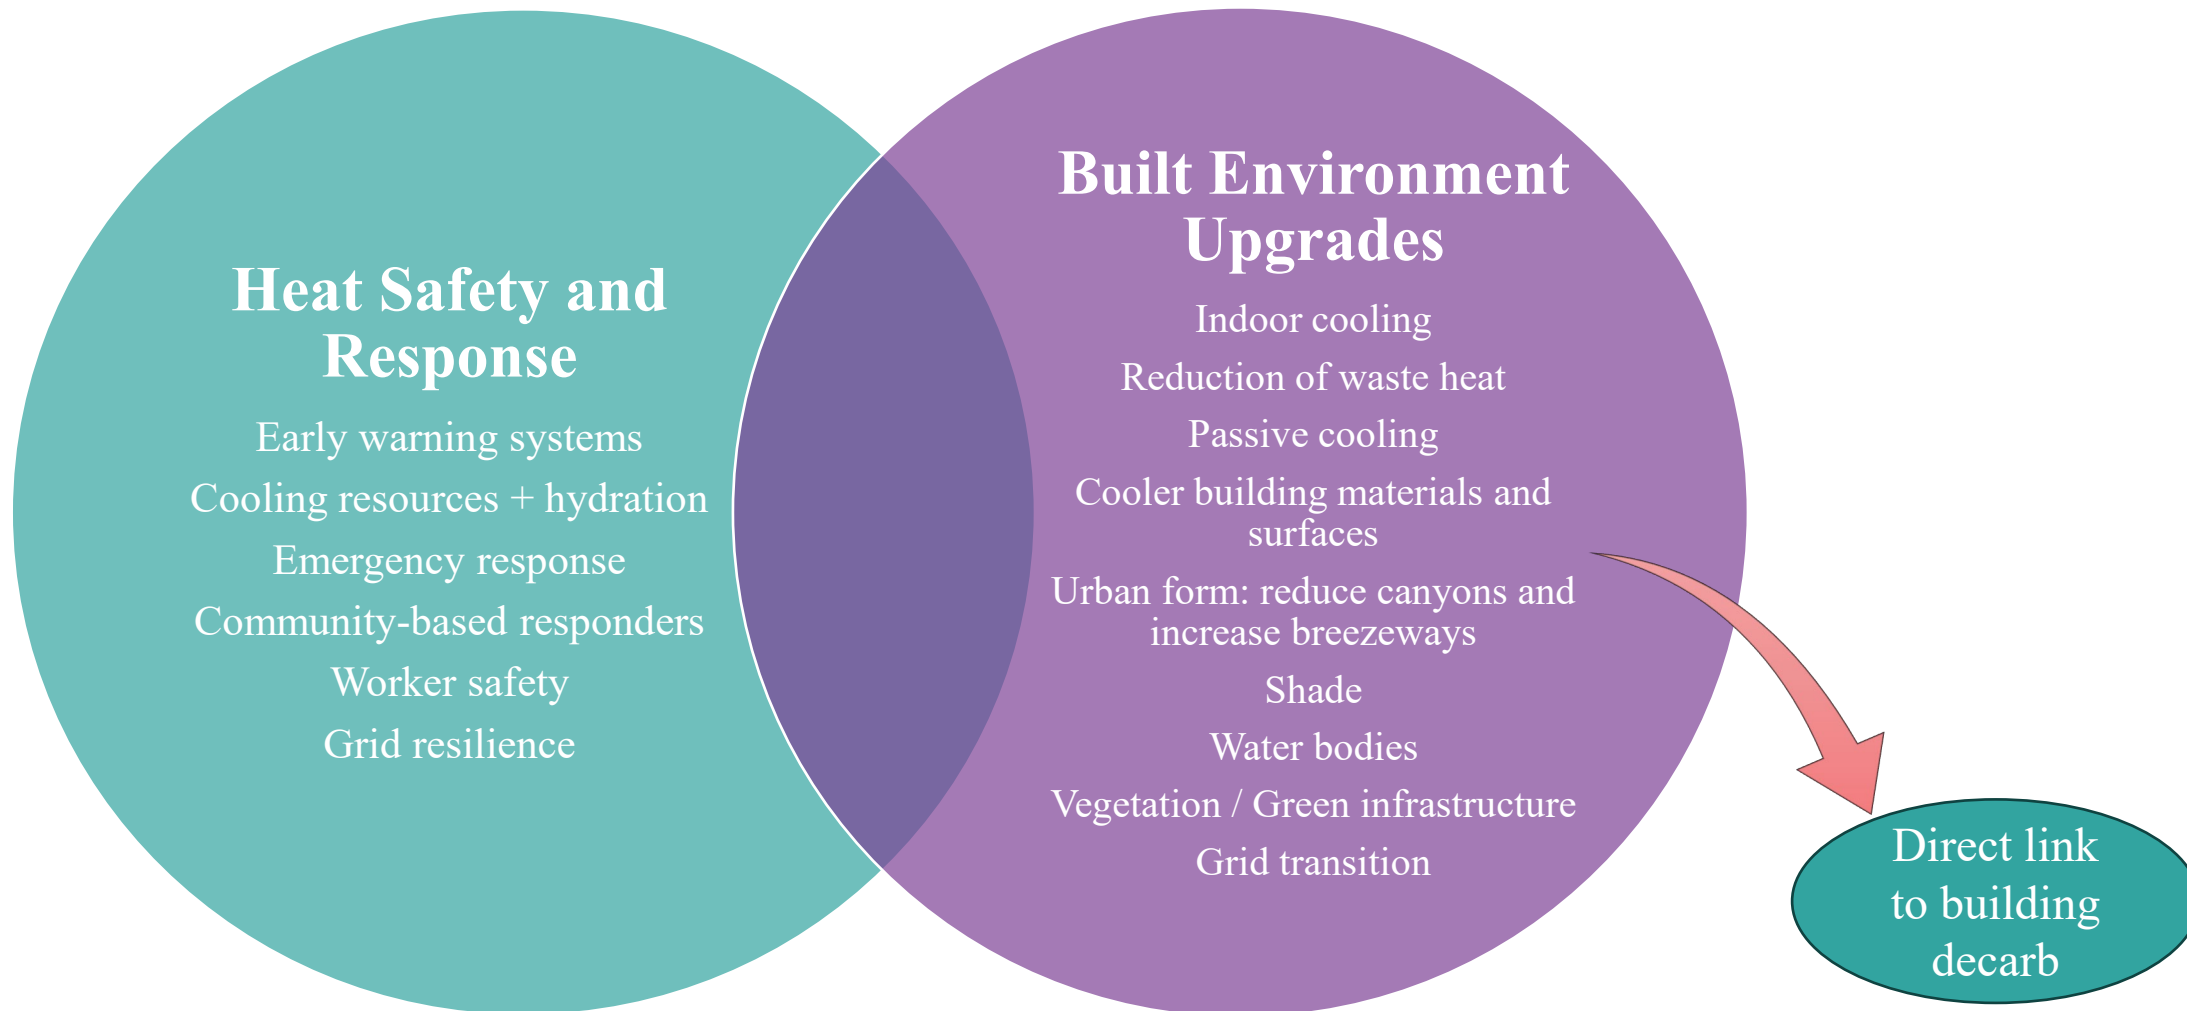 Heat Safety and
Response
Early warning systems
Cooling resources + hydration
Emergency response
Community-based responders
Worker safety
Grid resilience
Built Environment
Upgrades
Indoor cooling
Reduction of waste heat
Passive cooling
Cooler building materials and
surfaces
Urban form: reduce canyons and
increase breezeways
Shade
Water bodies
Vegetation / Green infrastructure
Grid transition
Direct link
to building
decarb